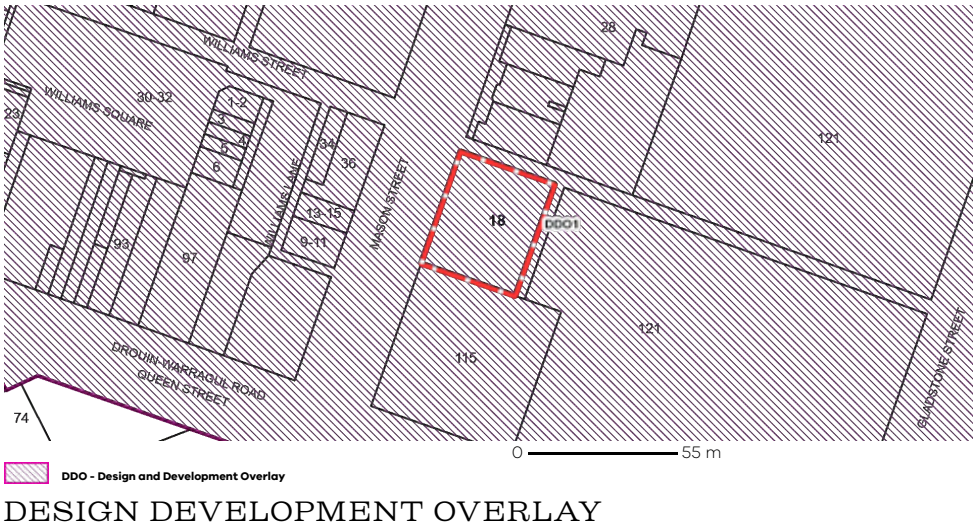 28
WILLIAMS STREET
30-32
WILLIAMS SQUARE
1-2
23
3
4
5
6
34
36
121
WILLIAMS LANE
MASON STREET
13-15
9-11
18
DDO1
93
97
121
115
DROUIN-WARRAGUL ROAD
QUEEN STREET
GLADSTONE STREET
74
0 55 m
DDO - Design and Development Overlay
DESIGN DEVELOPMENT OVERLAY